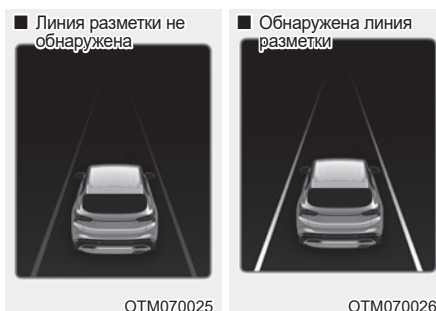 ■ Линия разметки не
обнаружена
OTM070025
■ Обнаружена линия
разметки
OTM070026